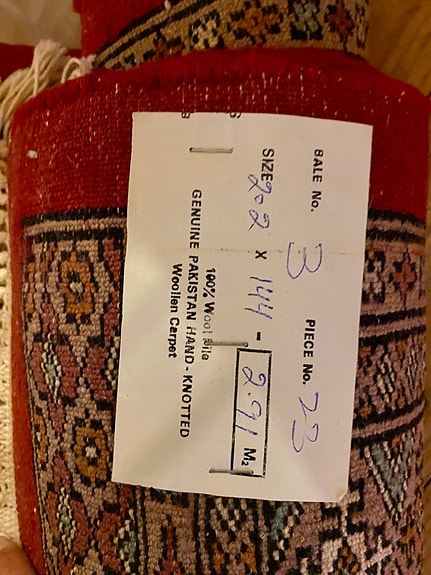 BALE No. 3 PIECE No. 23
SIZE 202 X 144 - 2.91 M2
100% Wool Pile
GENUINE PAKISTAN HAND-KNOTTED
Woollen Carpet